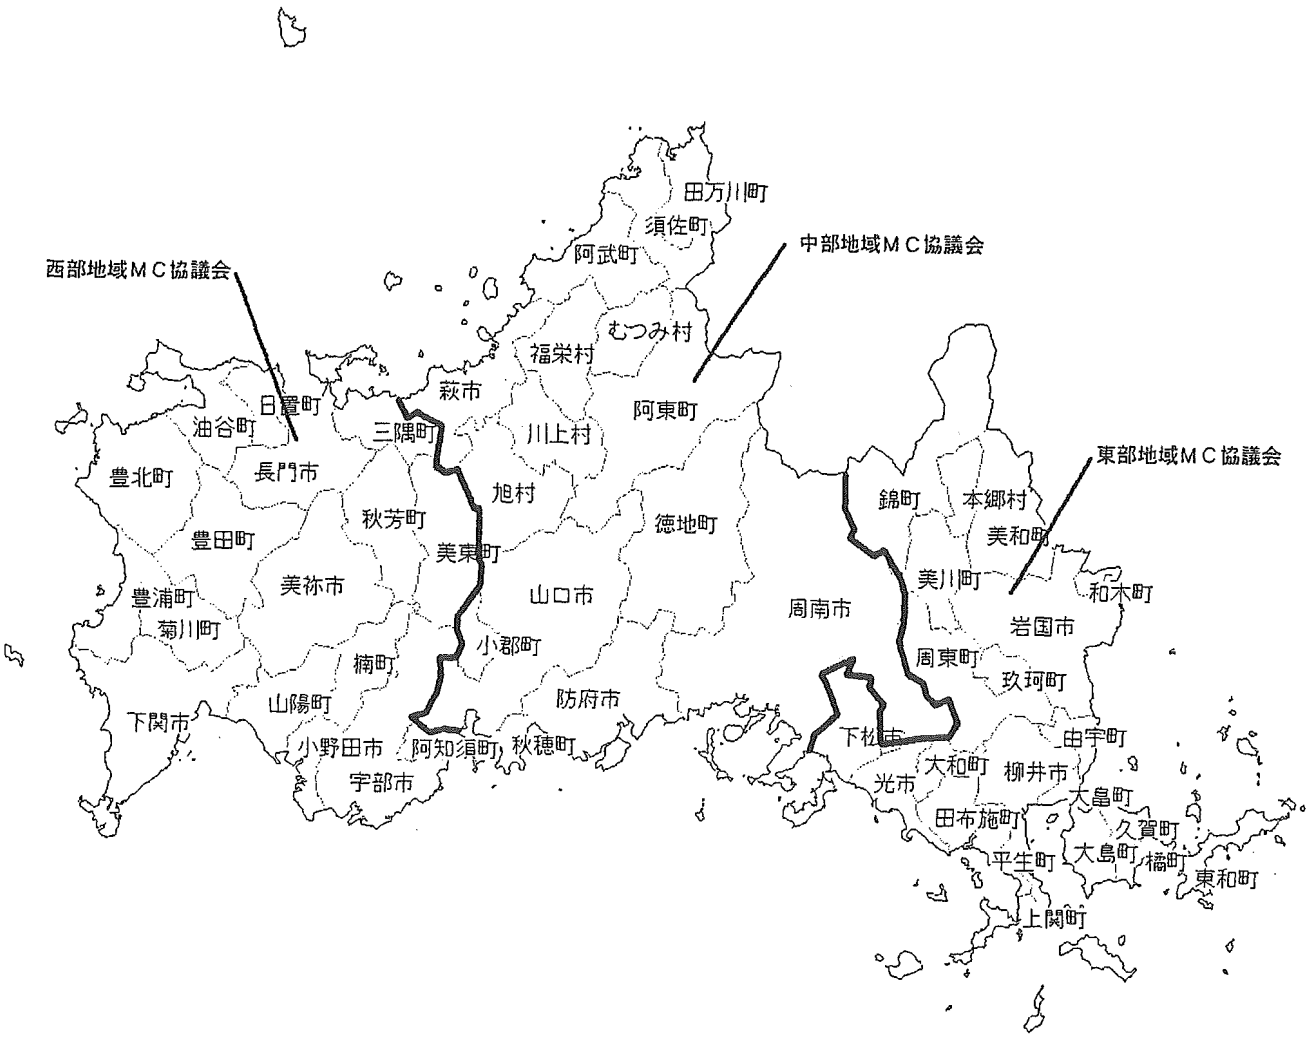 田万川町
須佐町
中部地域ＭＣ協議会
阿武町
西部地域ＭＣ協議会
むつみ村
福栄村
萩市
日置町
阿東町
油谷町
三隅町
川上村
東部地域ＭＣ協議会
長門市
豊北町
旭村
錦町
本郷村
秋芳町
徳地町
美和町
豊田町
美東町
美祢市
美川町
山口市
和木町
豊浦町
周南市
菊川町
岩国市
小郡町
周東町
楠町
玖珂町
防府市
山陽町
下関市
下松市
由宇町
小野田市
阿知須町
秋穂町
大和町
柳井市
宇部市
光市
大畠町
田布施町
久賀町
大島町
平生町
橘町
東和町
上関町